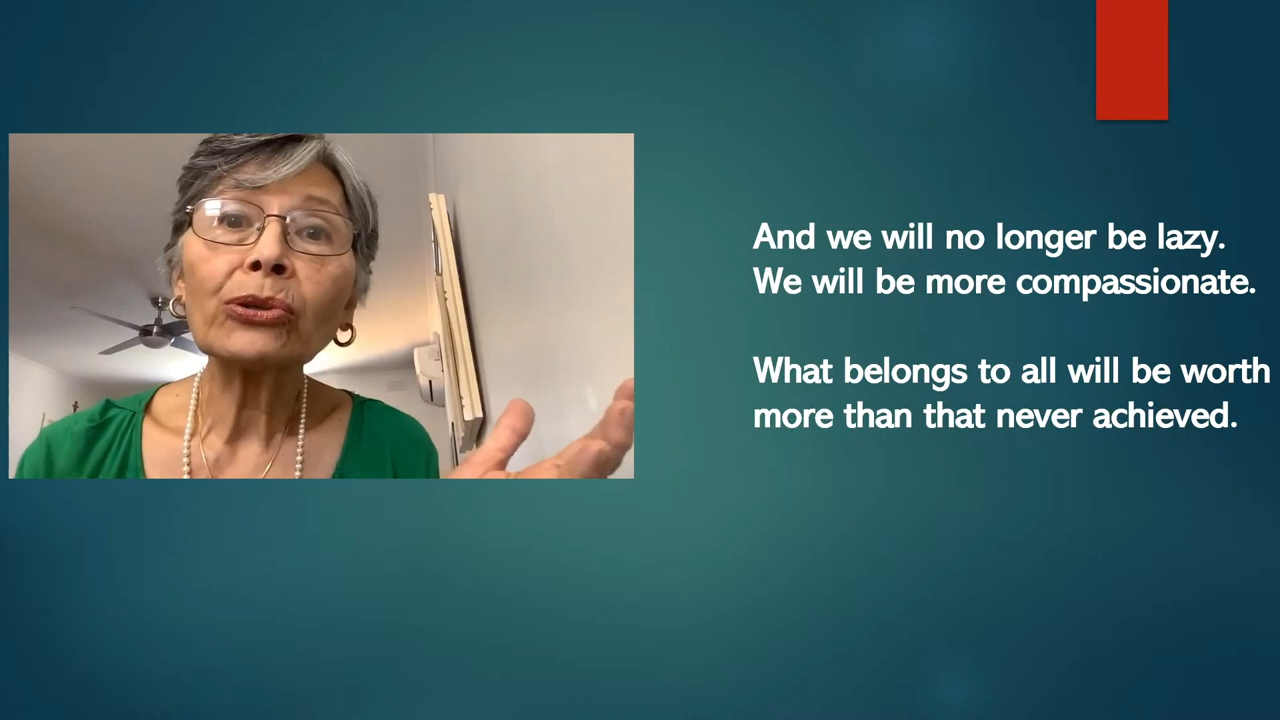 And we will no longer be lazy.
We will be more compassionate.
What belongs to all will be worth
more than that never achieved.